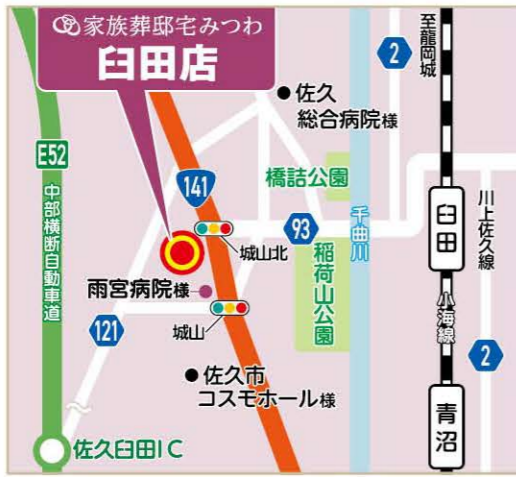 家族葬邸宅みつわ
臼田店
2
至龍岡城
佐久
総合病院様
E52
中部横断自動車道
141
橋詰公園
千曲川
93
城山北
稲荷山公園
臼田
川上佐久線
小海線
雨宮病院様
城山
121
佐久市
コスモホール様
2
青沼
佐久臼田IC